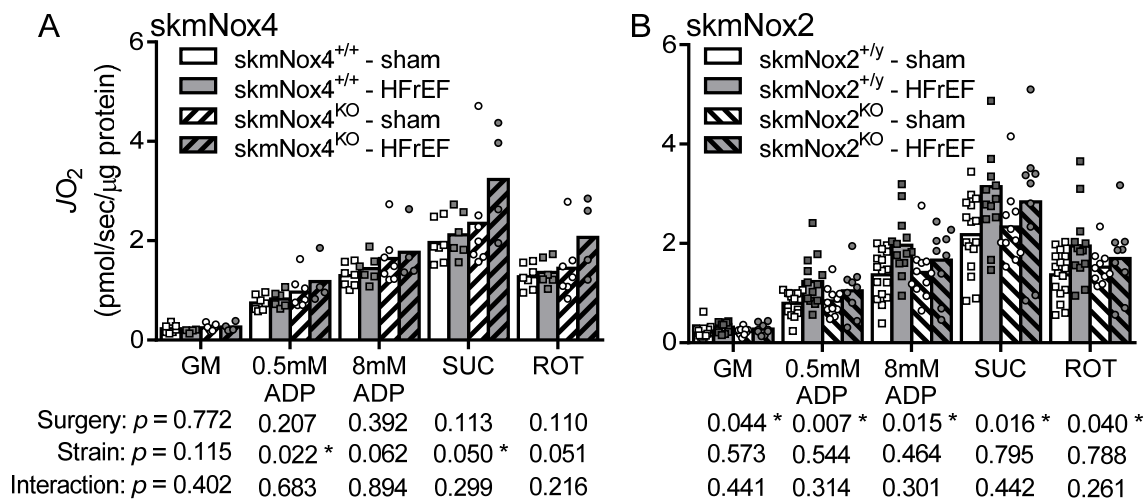 A skmNox4
6
4
2
0
JO2
(pmol/sec/µg protein)
skmNox4+/+ - sham
skmNox4+/+ - HFrEF
skmNox4KO - sham
skmNox4KO - HFrEF
GM 0.5mM ADP 8mM ADP SUC ROT
B skmNox2
6
4
2
0
skmNox2+/y - sham
skmNox2+/y - HFrEF
skmNox2KO - sham
skmNox2KO - HFrEF
GM 0.5mM ADP 8mM ADP SUC ROT
Surgery: p = 0.772 0.207 0.392 0.113 0.110 0.044 * 0.007 * 0.015 * 0.016 * 0.040 *
Strain: p = 0.115 0.022 * 0.062 0.050 * 0.051 0.573 0.544 0.464 0.795 0.788
Interaction: p = 0.402 0.683 0.894 0.299 0.216 0.441 0.314 0.301 0.442 0.261